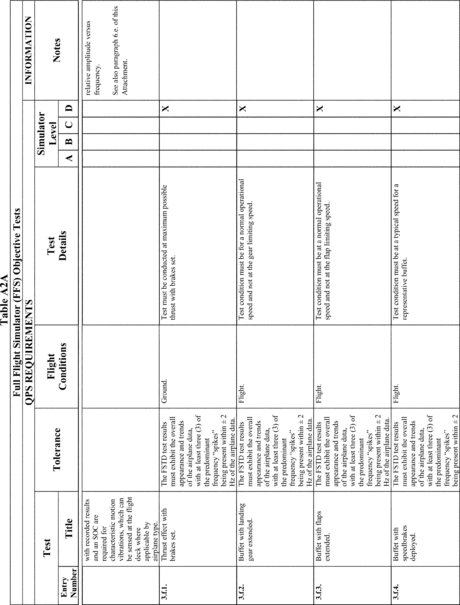 Table A2A
Full Flight Simulator (FFS) Objective Tests
QPS REQUIREMENTS
INFORMATION
Test
Tolerance
Flight
Conditions
Test
Details
Simulator
Level
Notes
Entry
Number
Title
A
B
C
D
with recorded results
and an SOC are
required for
characteristic motion
vibrations, which can
be sensed at the flight
deck where
applicable by
airplane type.
relative amplitude versus
frequency.
See also paragraph 6.e. of this
Attachment.
3.f.1.
Thrust effect with
brakes set.
The FSTD test results
must exhibit the overall
appearance and trends
of the airplane data,
with at least three (3) of
the predominant
frequency "spikes"
being present within ± 2
Hz of the airplane data.
Ground.
Test must be conducted at maximum possible
thrust with brakes set.
X
3.f.2.
Buffet with landing
gear extended.
The FSTD test results
must exhibit the overall
appearance and trends
of the airplane data,
with at least three (3) of
the predominant
frequency "spikes"
being present within ± 2
Hz of the airplane data.
Flight.
Test condition must be for a normal operational
speed and not at the gear limiting speed.
X
3.f.3.
Buffet with flaps
extended.
The FSTD test results
must exhibit the overall
appearance and trends
of the airplane data,
with at least three (3) of
the predominant
frequency "spikes"
being present within ± 2
Hz of the airplane data.
Flight.
Test condition must be at a normal operational
speed and not at the flap limiting speed.
X
3.f.4.
Buffet with
speedbrakes
deployed.
The FSTD test results
must exhibit the overall
appearance and trends
of the airplane data,
with at least three (3) of
the predominant
frequency "spikes"
being present within ± 2
Flight.
Test condition must be at a typical speed for a
representative buffet.
X